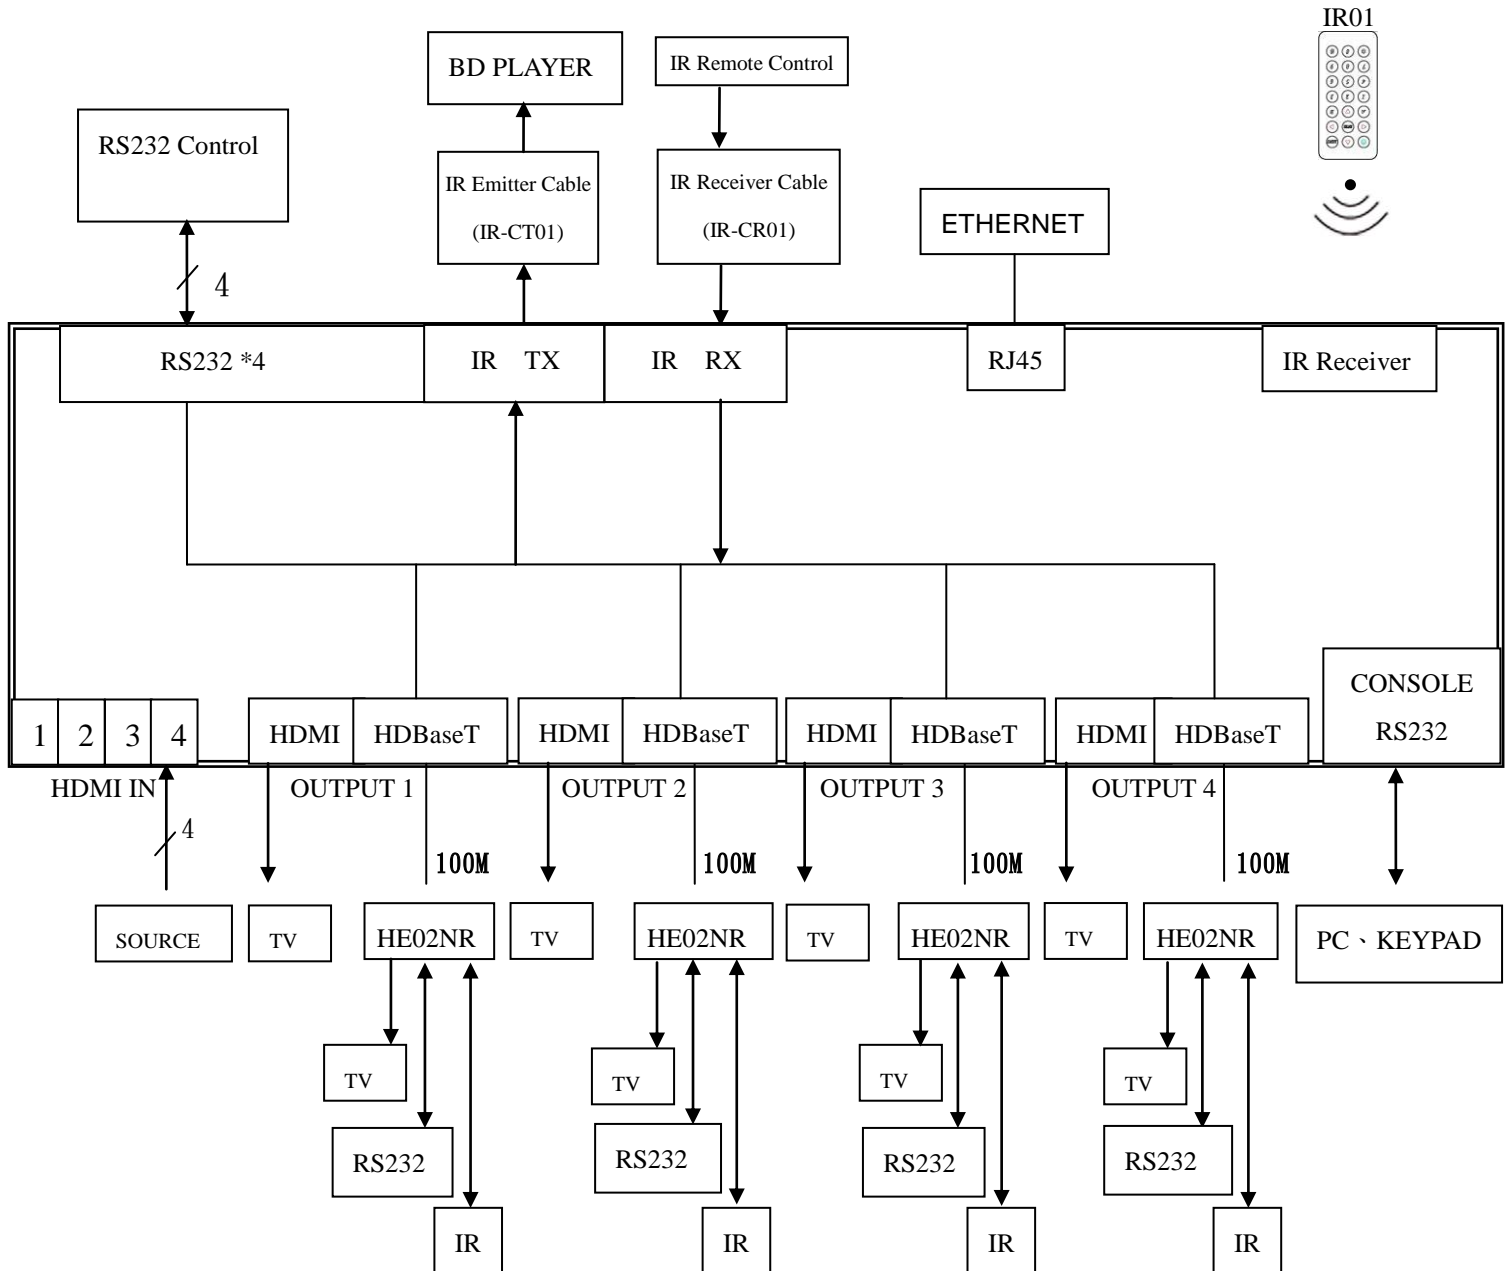 IR01
BD PLAYER
IR Remote Control
RS232 Control
IR Emitter Cable
(IR-CT01)
IR Receiver Cable
(IR-CR01)
ETHERNET
4
RS232 *4
IR TX
IR RX
RJ45
IR Receiver
CONSOLE
RS232
1 2 3 4
HDMI HDBaseT
HDMI HDBaseT
HDMI HDBaseT
HDMI HDBaseT
HDMI IN
OUTPUT 1
OUTPUT 2
OUTPUT 3
OUTPUT 4
4
100M
100M
100M
100M
SOURCE
TV
HE02NR
TV
HE02NR
TV
HE02NR
TV
HE02NR
PC、KEYPAD
TV
TV
TV
TV
RS232
RS232
RS232
RS232
IR
IR
IR
IR